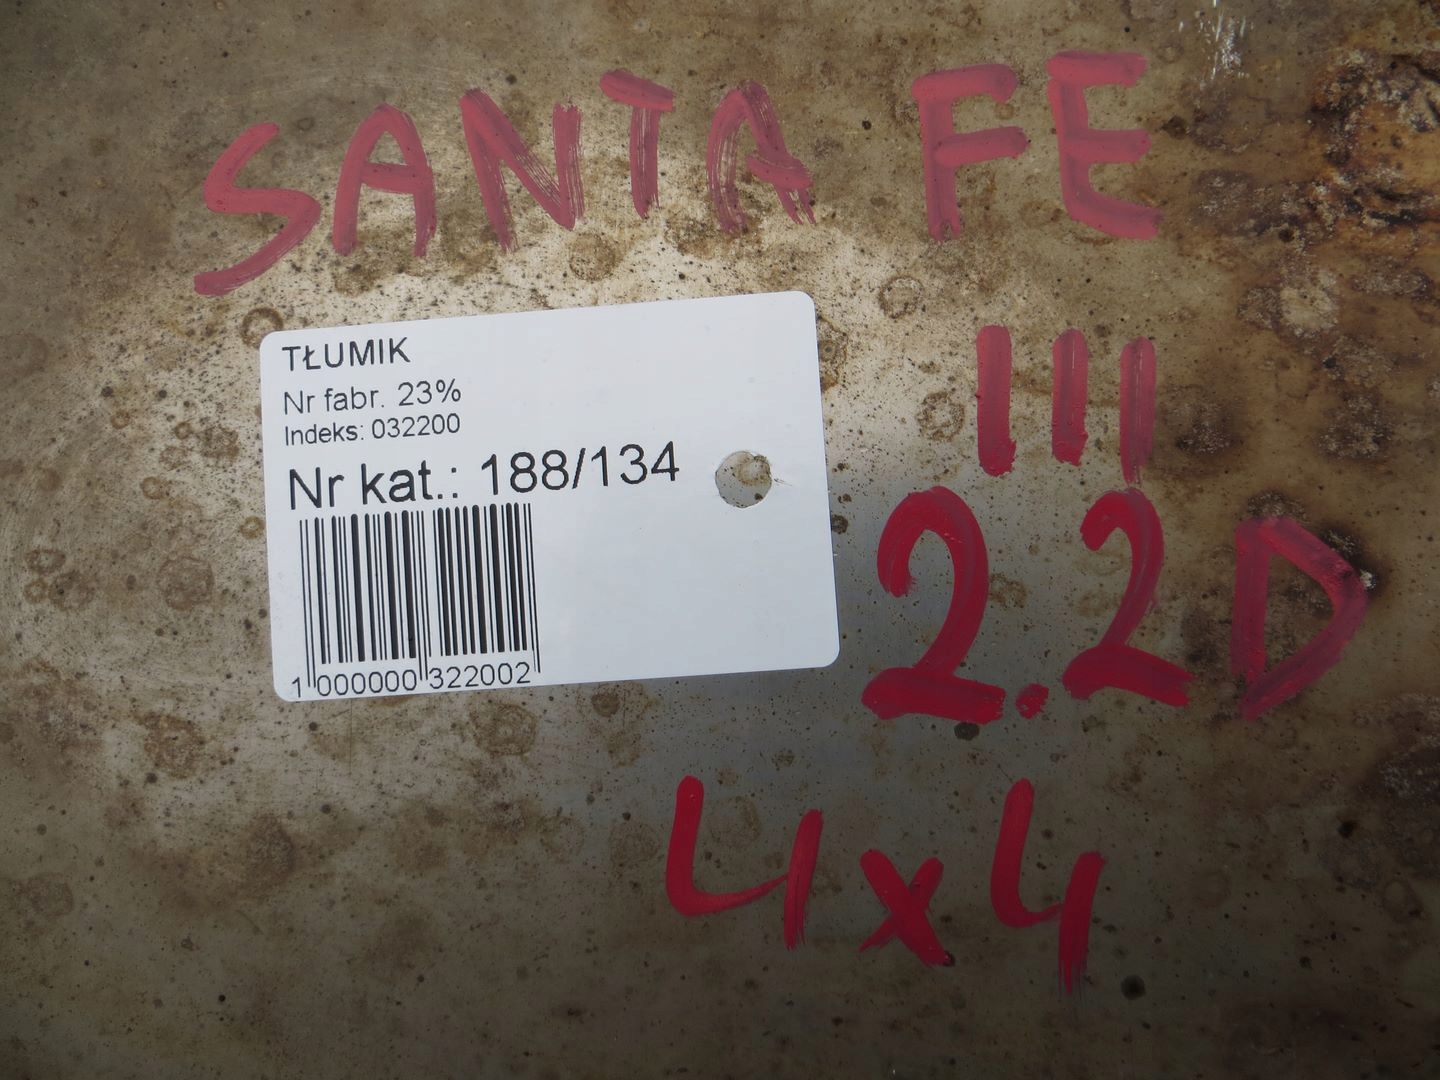 SANTA FE
III
2.2D
4x4
TŁUMIK
Nr fabr. 23%
Indeks: 032200
Nr kat.: 188/134
1 000000 322002